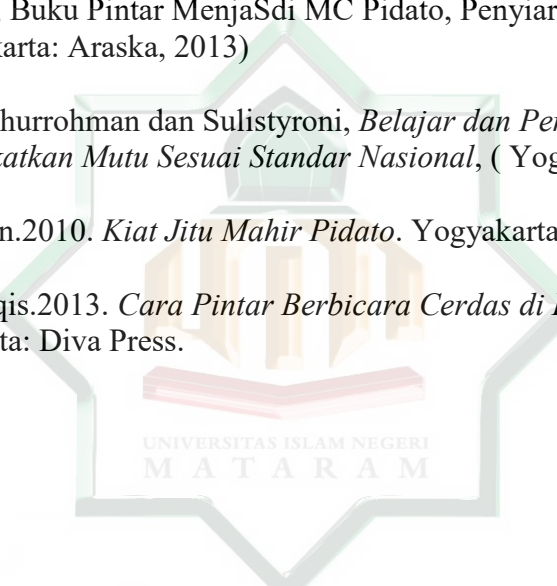 , Buku Pintar MenjaSdi MC Pidato, Penyiar
karta: Araska, 2013)
hurrohman dan Sulistyroni, Belajar dan Pe
katkan Mutu Sesuai Standar Nasional, ( Yog
n.2010. Kiat Jitu Mahir Pidato. Yogyakarta
qis.2013. Cara Pintar Berbicara Cerdas di
ta: Diva Press.
UNIVERSITAS ISLAM NEGERI
MATARAM